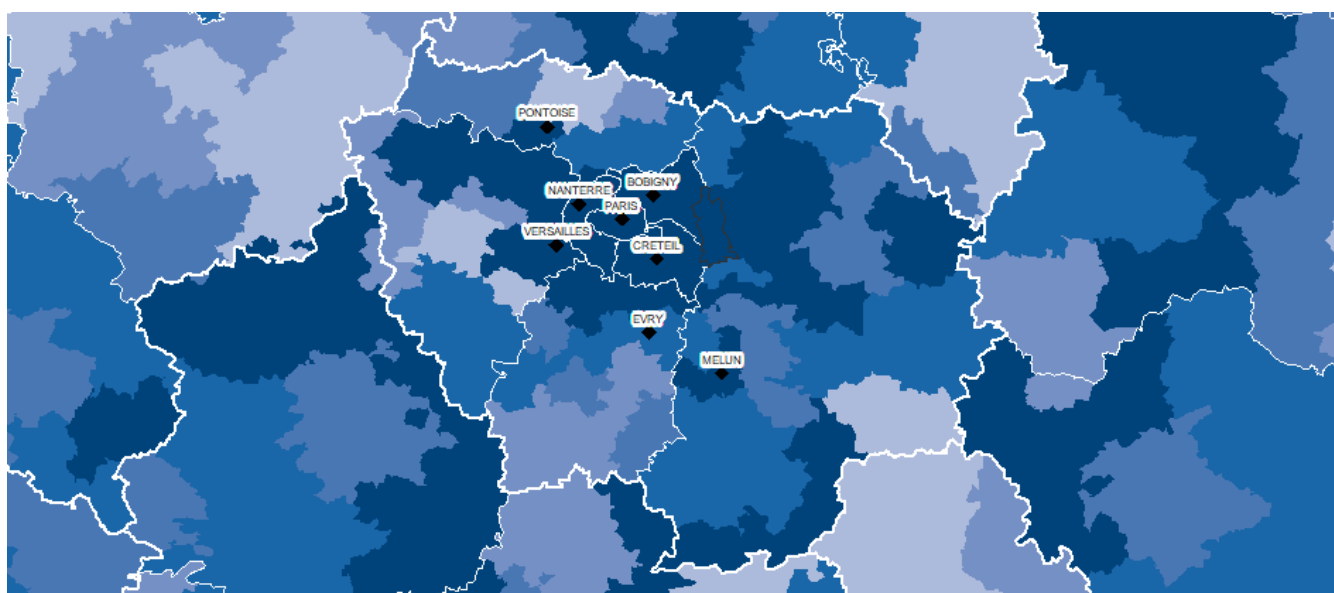 PONTOISE
BOBIGNY
NANTERRE
PARIS
VERSAILLES
CRETEIL
EVRY
MELUN